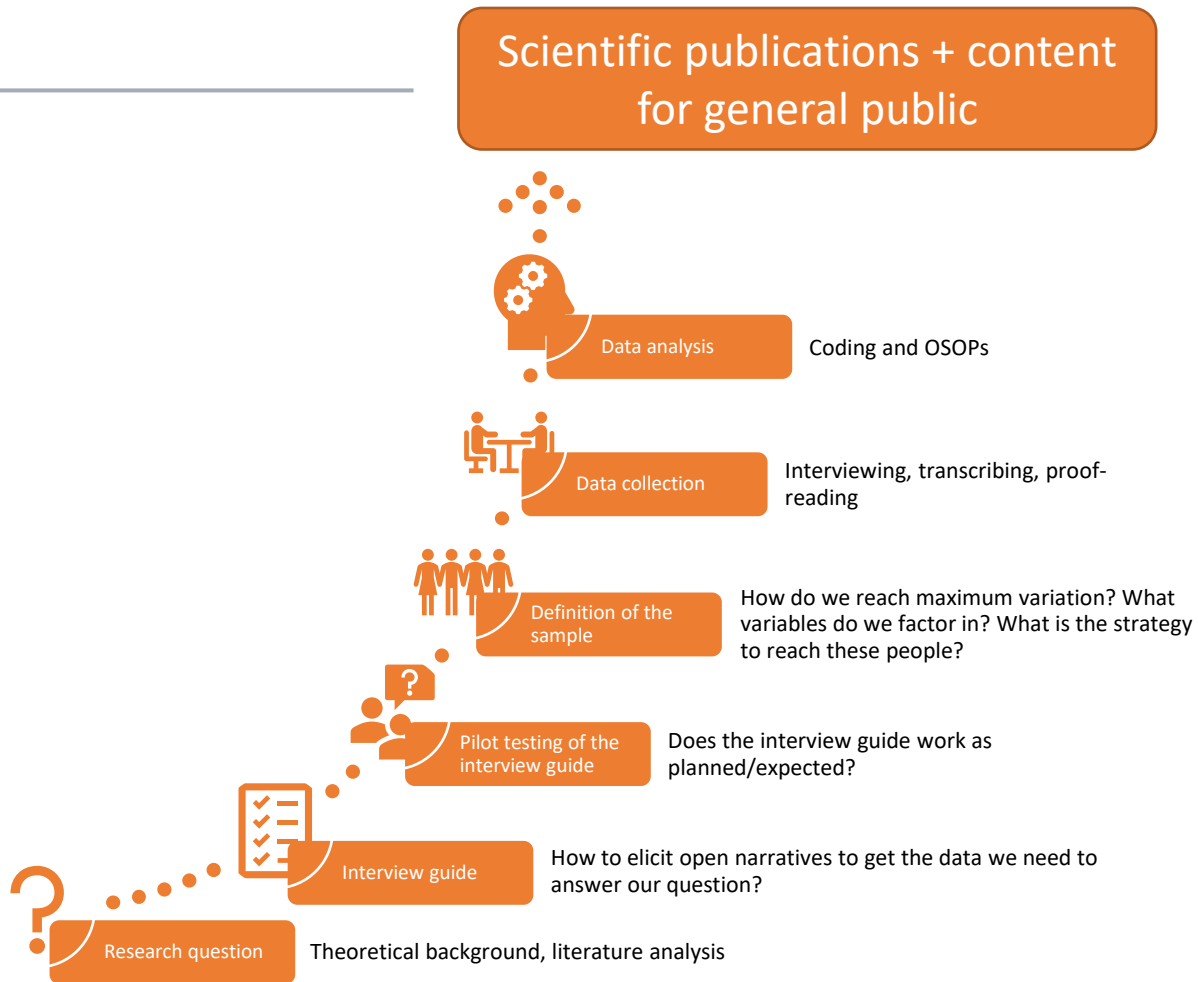 Scientific publications + content
for general public
Data analysis
Coding and OSOPs
Data collection
Interviewing, transcribing, proof-
reading
Definition of the
sample
How do we reach maximum variation? What
variables do we factor in? What is the strategy
to reach these people?
?
Pilot testing of the
interview guide
Does the interview guide work as
planned/expected?
Interview guide
How to elicit open narratives to get the data we need to
answer our question?
?
Research question
Theoretical background, literature analysis